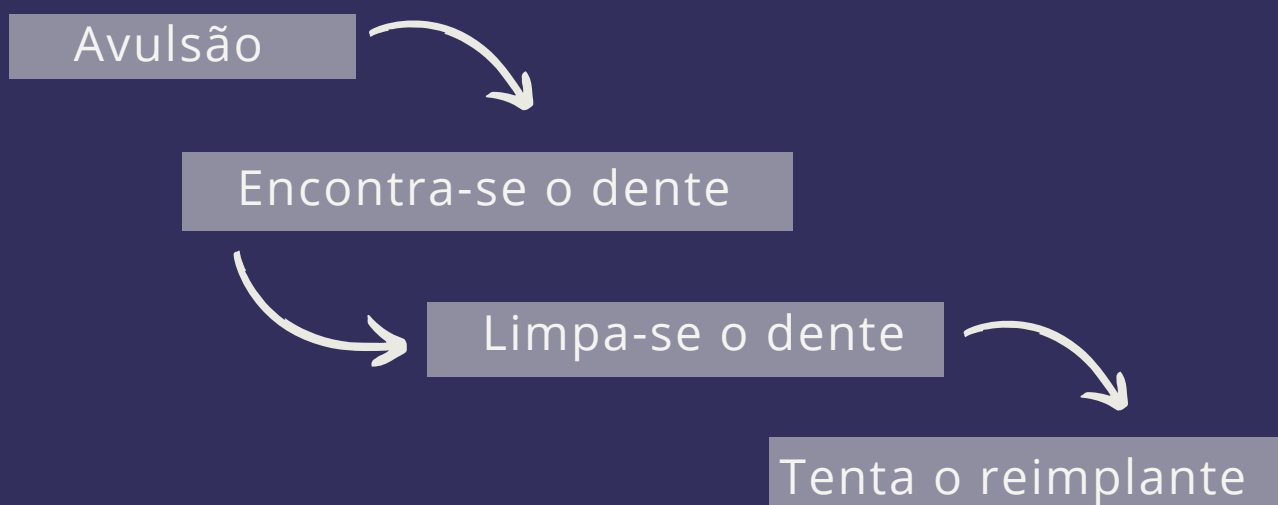 Avulsão
Encontra-se o dente
Limpa-se o dente
Tenta o reimplante